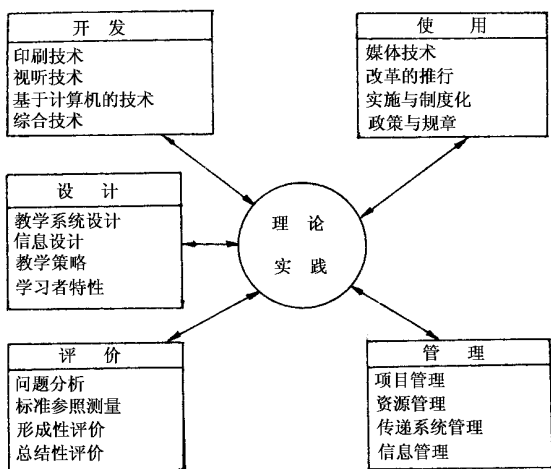 开 发
印刷技术
视听技术
基于计算机的技术
综合技术
使 用
媒体技术
改革的推行
实施与制度化
政策与规章
设 计
教学系统设计
信息设计
教学策略
学习者特性
理 论
实 践
评 价
问题分析
标准参照测量
形成性评价
总结性评价
管 理
项目管理
资源管理
传递系统管理
信息管理